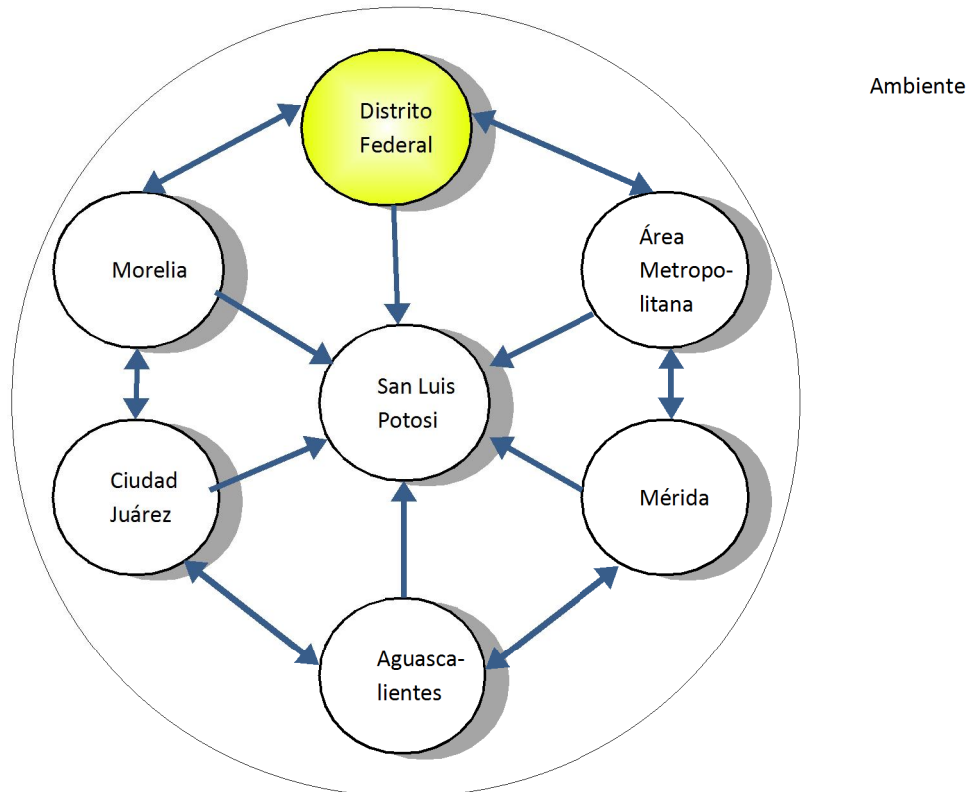 Ambiente
Distrito
Federal
Morelia
Área
Metropo-
litana
San Luis
Potosi
Ciudad
Juárez
Mérida
Aguasca-
lientes